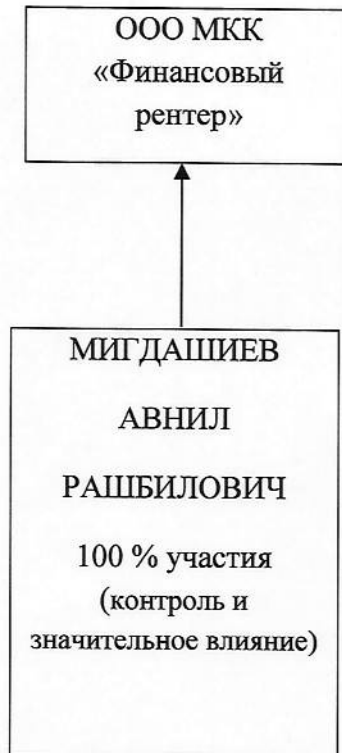 ООО МКК
«Финансовый
рентер»
МИГДАШИЕВ
АВНИЛ
РАШБИЛОВИЧ
100 % участия
(контроль и
значительное влияние)